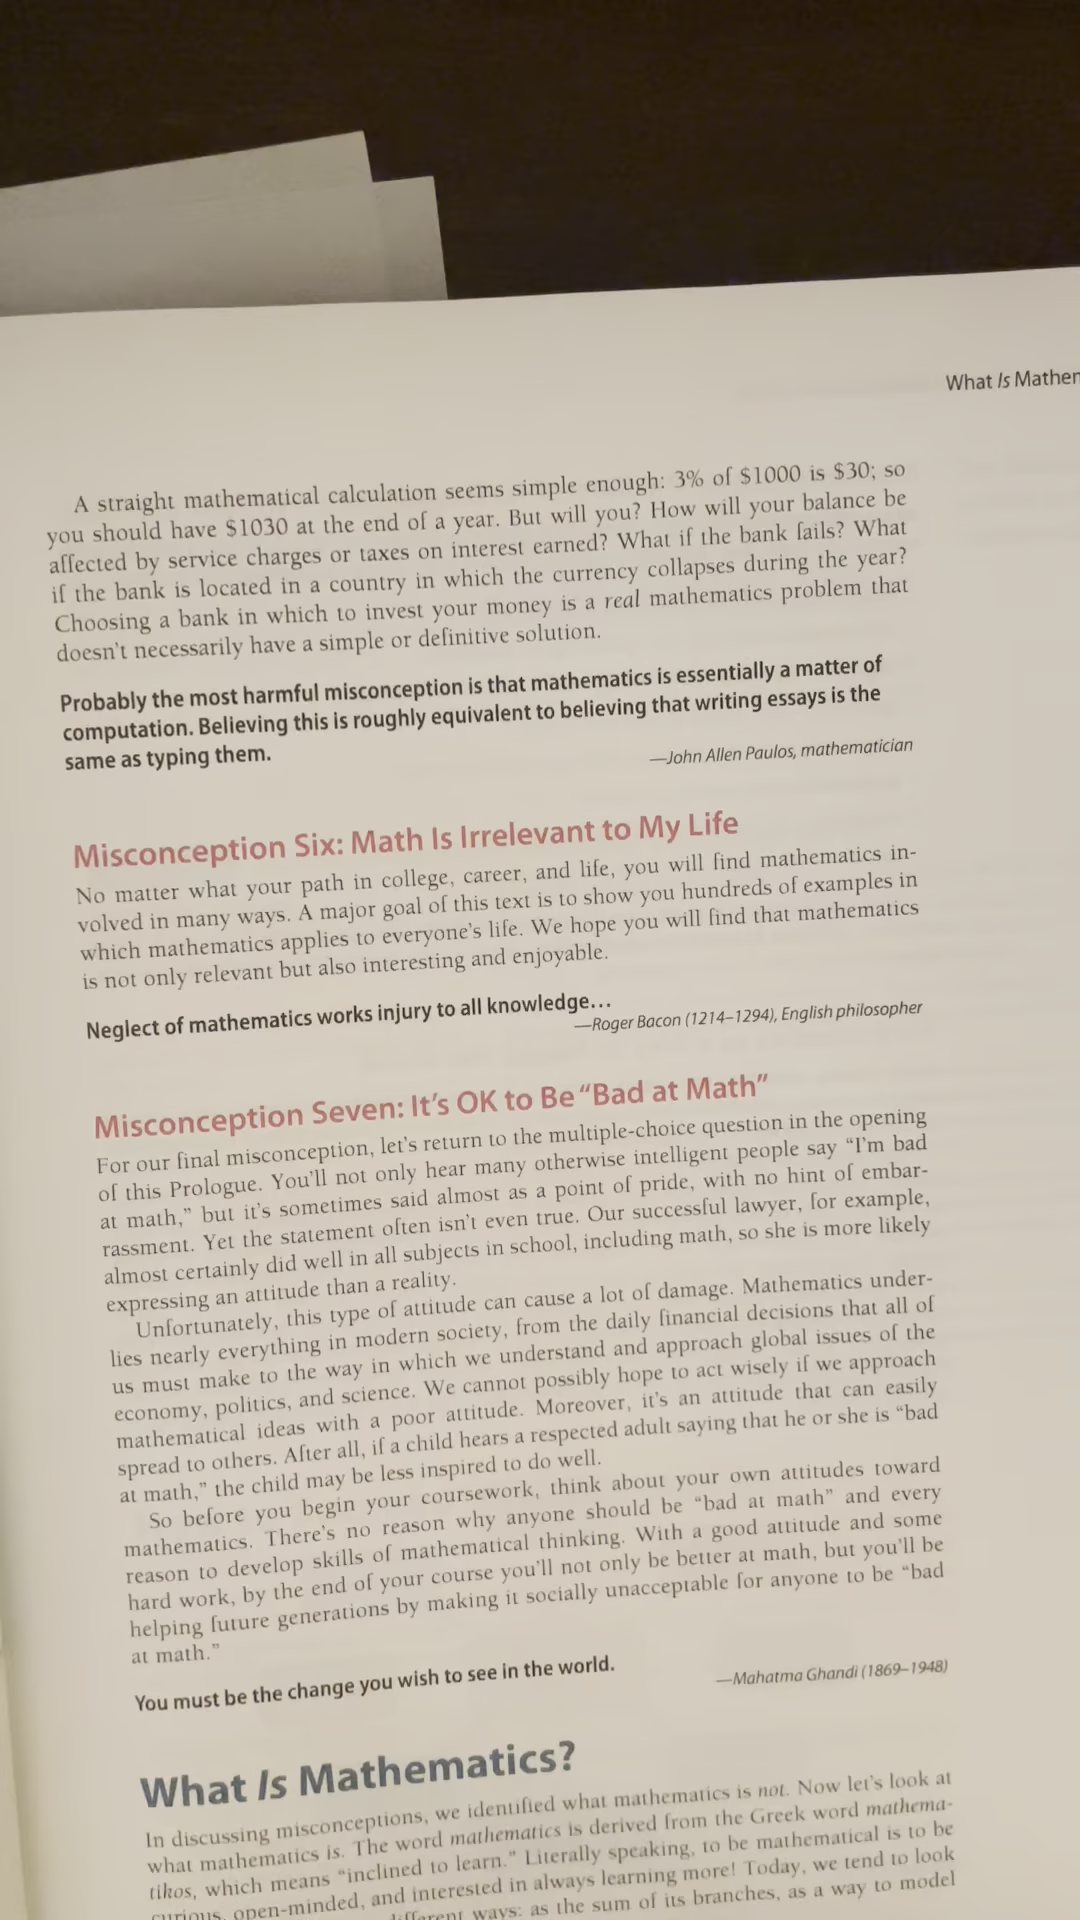 What Is Mathem
A straight mathematical calculation seems simple enough: 3% of $1000 is $30; so
you should have $1030 at the end of a year. But will you? How will your balance be
affected by service charges or taxes on interest earned? What if the bank fails? What
if the bank is located in a country in which the currency collapses during the year?
Choosing a bank in which to invest your money is a real mathematics problem that
doesn't necessarily have a simple or definitive solution.
Probably the most harmful misconception is that mathematics is essentially a matter of
computation. Believing this is roughly equivalent to believing that writing essays is the
same as typing them.
—John Allen Paulos, mathematician
Misconception Six: Math Is Irrelevant to My Life
No matter what your path in college, career, and life, you will find mathematics in-
volved in many ways. A major goal of this text is to show you hundreds of examples in
which mathematics applies to everyone's life. We hope you will find that mathematics
is not only relevant but also interesting and enjoyable.
Neglect of mathematics works injury to all knowledge…
—Roger Bacon (1214–1294), English philosopher
Misconception Seven: It's OK to Be “Bad at Math”
For our final misconception, let's return to the multiple-choice question in the opening
of this Prologue. You'll not only hear many otherwise intelligent people say “I'm bad
at math,” but it's sometimes said almost as a point of pride, with no hint of embar-
rassment. Yet the statement often isn't even true. Our successful lawyer, for example,
almost certainly did well in all subjects in school, including math, so she is more likely
expressing an attitude than a reality.
Unfortunately, this type of attitude can cause a lot of damage. Mathematics under-
lies nearly everything in modern society, from the daily financial decisions that all of
us must make to the way in which we understand and approach global issues of the
economy, politics, and science. We cannot possibly hope to act wisely if we approach
mathematical ideas with a poor attitude. Moreover, it's an attitude that can easily
spread to others. After all, if a child hears a respected adult saying that he or she is “bad
at math,” the child may be less inspired to do well.
So before you begin your coursework, think about your own attitudes toward
mathematics. There's no reason why anyone should be “bad at math” and every
reason to develop skills of mathematical thinking. With a good attitude and some
hard work, by the end of your course you'll not only be better at math, but you'll be
helping future generations by making it socially unacceptable for anyone to be “bad
at math.”
You must be the change you wish to see in the world.
—Mahatma Ghandi (1869–1948)
What Is Mathematics?
In discussing misconceptions, we identified what mathematics is not. Now let's look at
what mathematics is. The word mathematics is derived from the Greek word mathema-
tikos, which means “inclined to learn.” Literally speaking, to be mathematical is to be
curious, open-minded, and interested in always learning more! Today, we tend to look
different ways: as the sum of its branches, as a way to model